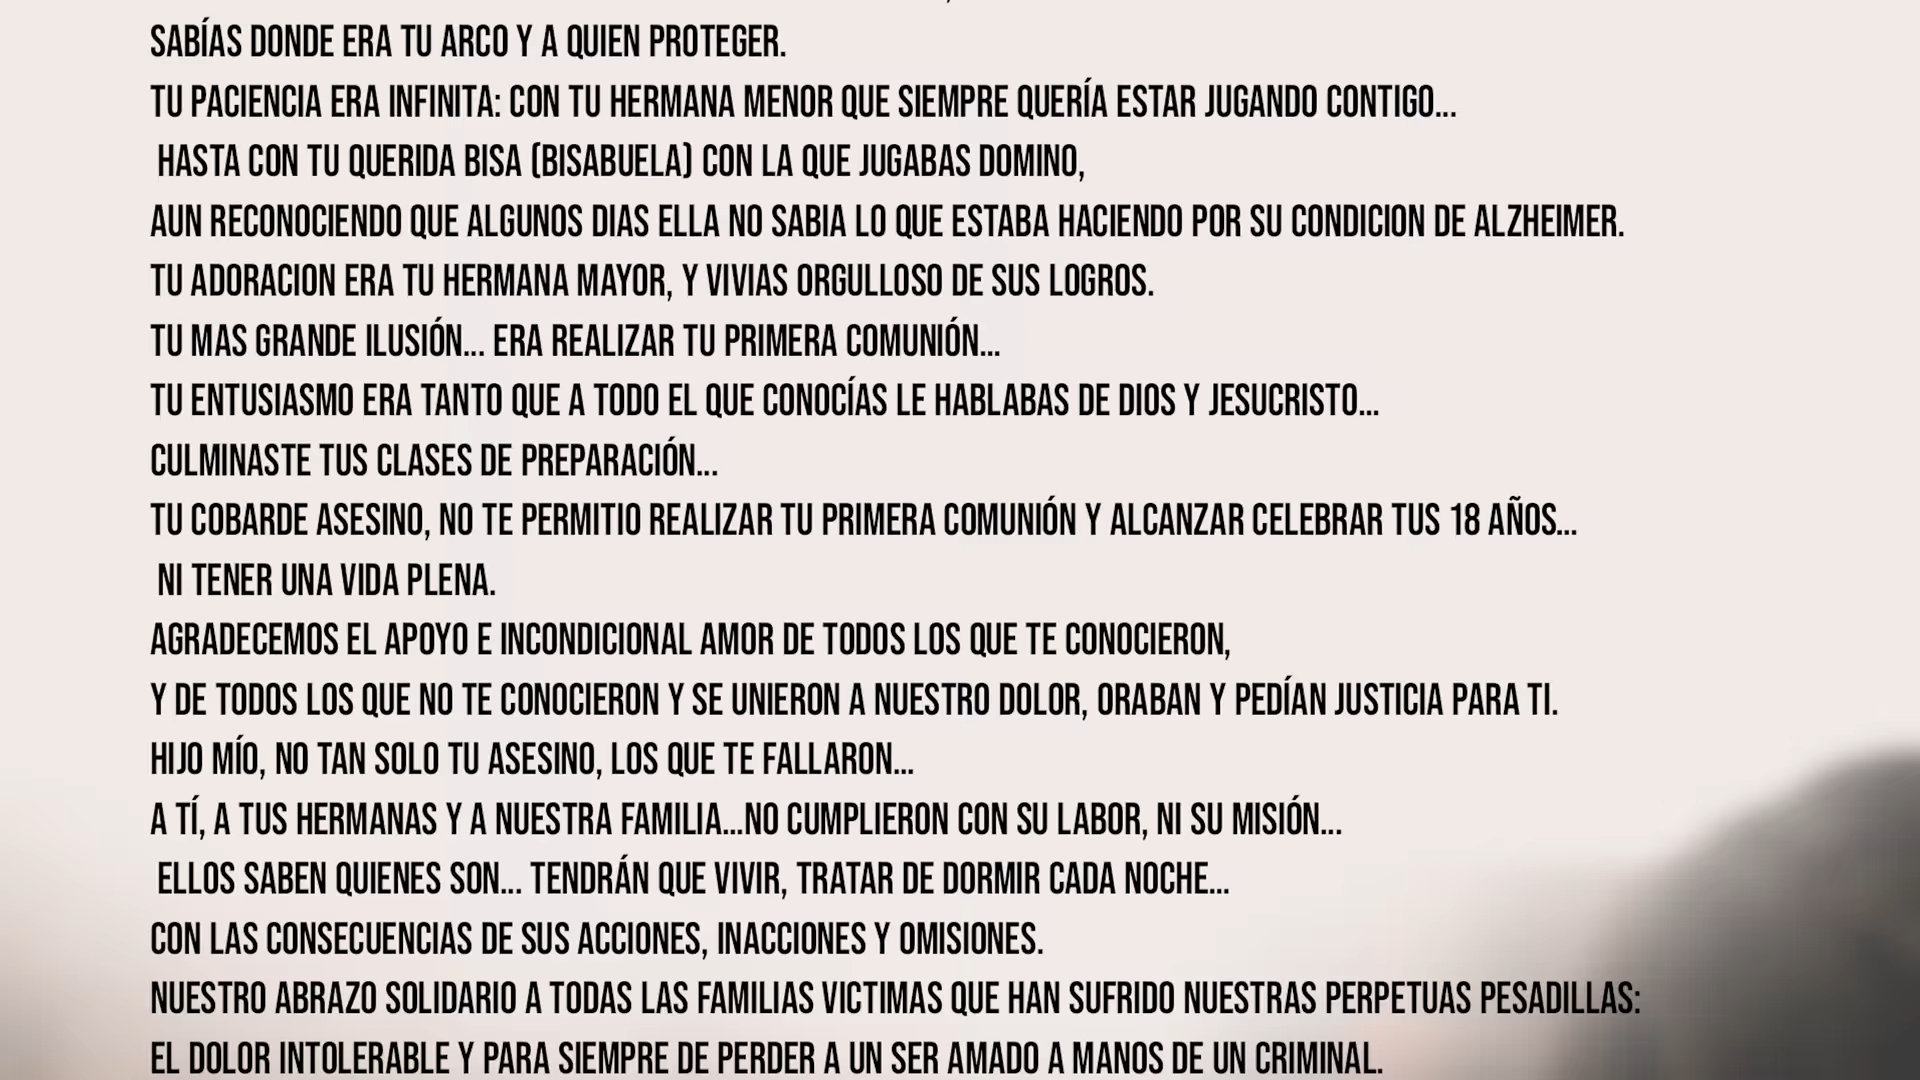 SABÍAS DONDE ERA TU ARCO Y A QUIEN PROTEGER.
TU PACIENCIA ERA INFINITA: CON TU HERMANA MENOR QUE SIEMPRE QUERÍA ESTAR JUGANDO CONTIGO...
HASTA CON TU QUERIDA BISA (BISABUELA) CON LA QUE JUGABAS DOMINO,
AUN RECONOCIENDO QUE ALGUNOS DIAS ELLA NO SABIA LO QUE ESTABA HACIENDO POR SU CONDICION DE ALZHEIMER.
TU ADORACION ERA TU HERMANA MAYOR, Y VIVIAS ORGULLOSO DE SUS LOGROS.
TU MAS GRANDE ILUSIÓN... ERA REALIZAR TU PRIMERA COMUNIÓN...
TU ENTUSIASMO ERA TANTO QUE A TODO EL QUE CONOCÍAS LE HABLABAS DE DIOS Y JESUCRISTO...
CULMINASTE TUS CLASES DE PREPARACIÓN...
TU COBARDE ASESINO, NO TE PERMITIO REALIZAR TU PRIMERA COMUNIÓN Y ALCANZAR CELEBRAR TUS 18 AÑOS...
NI TENER UNA VIDA PLENA.
AGRADECEMOS EL APOYO E INCONDICIONAL AMOR DE TODOS LOS QUE TE CONOCIERON,
Y DE TODOS LOS QUE NO TE CONOCIERON Y SE UNIERON A NUESTRO DOLOR, ORABAN Y PEDÍAN JUSTICIA PARA TI.
HIJO MÍO, NO TAN SOLO TU ASESINO, LOS QUE TE FALLARON...
A TÍ, A TUS HERMANAS Y A NUESTRA FAMILIA...NO CUMPLIERON CON SU LABOR, NI SU MISIÓN...
ELLOS SABEN QUIENES SON... TENDRÁN QUE VIVIR, TRATAR DE DORMIR CADA NOCHE...
CON LAS CONSECUENCIAS DE SUS ACCIONES, INACCIONES Y OMISIONES.
NUESTRO ABRAZO SOLIDARIO A TODAS LAS FAMILIAS VICTIMAS QUE HAN SUFRIDO NUESTRAS PERPETUAS PESADILLAS:
EL DOLOR INTOLERABLE Y PARA SIEMPRE DE PERDER A UN SER AMADO A MANOS DE UN CRIMINAL.